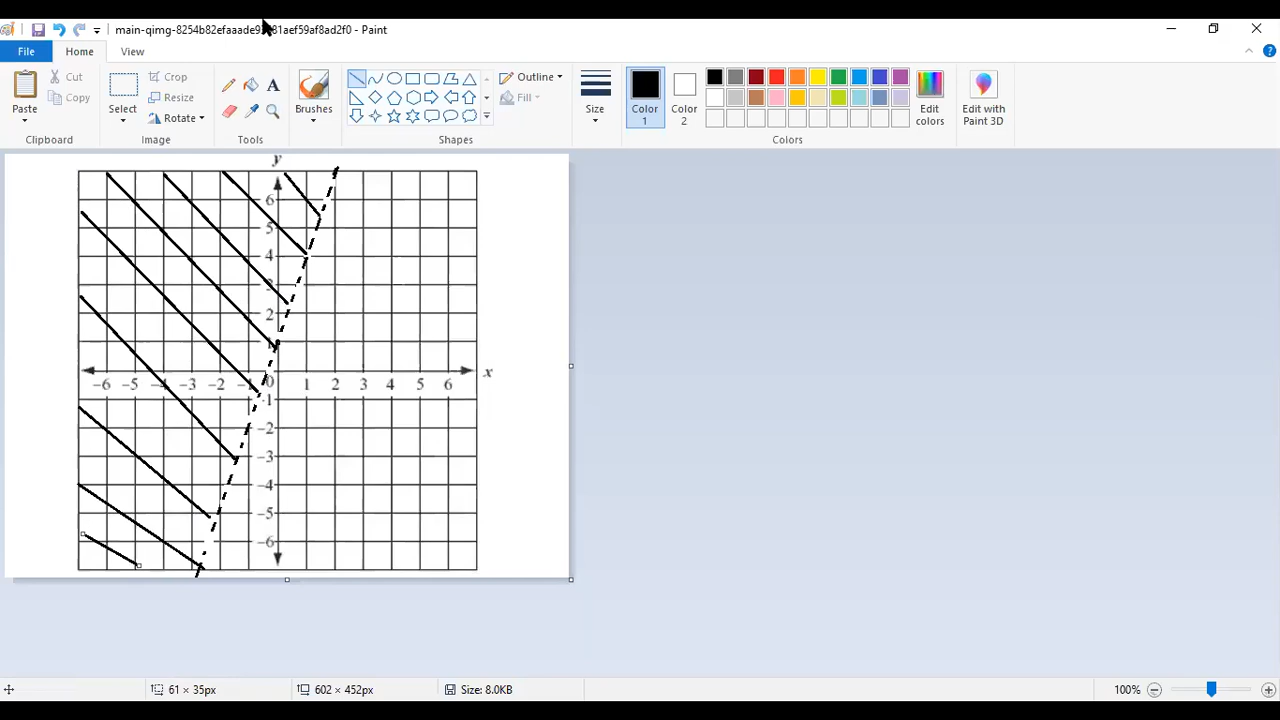 main-qimg-8254b82efaaade9 81aef59af8ad2f0 - Paint
File Home View
Paste Cut Copy Clipboard
Select Crop Resize Rotate Image
A Tools
Brushes
Outline Fill Shapes
Size
Color 1 Color 2 Edit colors Colors
Edit with Paint 3D
y
6
5
4
3
2
1
-6 -5 -4 -3 -2 -1 0 1 2 3 4 5 6 x
-1
-2
-3
-4
-5
-6
61 × 35px 602 × 452px Size: 8.0KB 100%